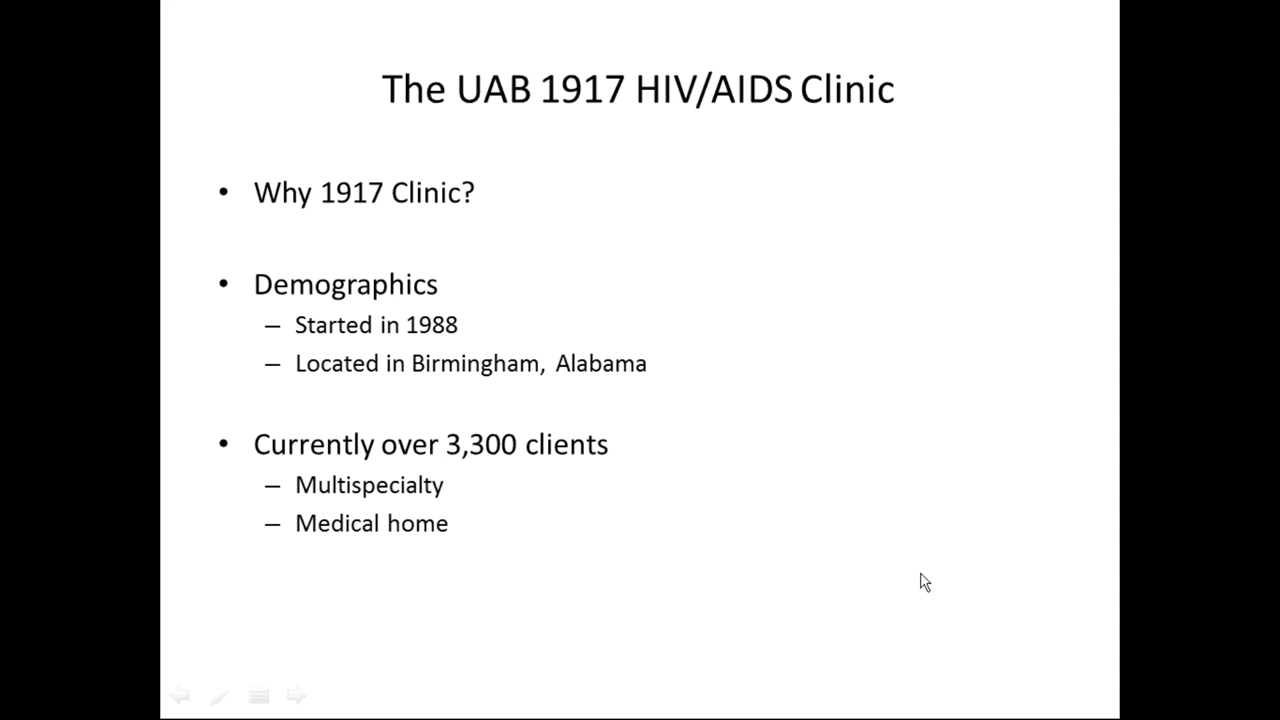 The UAB 1917 HIV/AIDS Clinic
• Why 1917 Clinic?
• Demographics
– Started in 1988
– Located in Birmingham, Alabama
• Currently over 3,300 clients
– Multispecialty
– Medical home